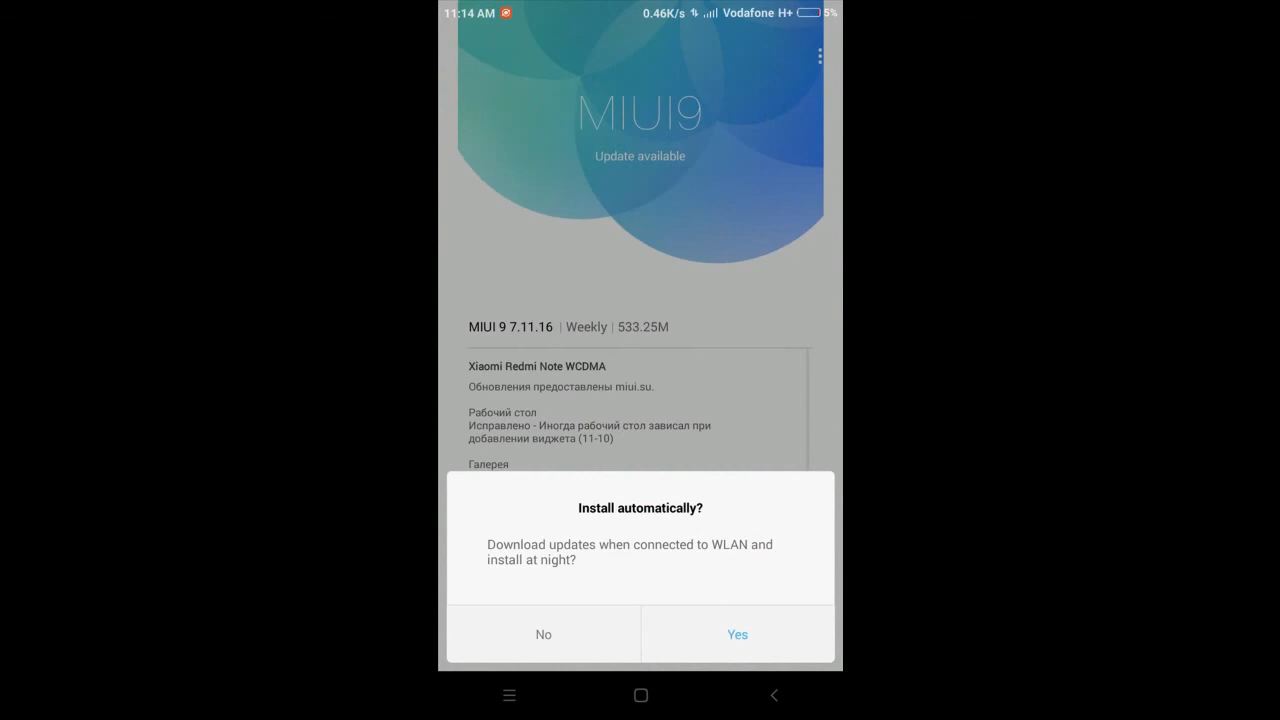 11:14 AM 0.46K/s Vodafone H+ 5%
MIUI9
Update available
MIUI 9 7.11.16 | Weekly | 533.25M
Xiaomi Redmi Note WCDMA
Обновления предоставлены miui.su.
Рабочий стол
Исправлено - Иногда рабочий стол зависал при
добавлении виджета (11-10)
Галерея
Install automatically?
Download updates when connected to WLAN and
install at night?
No Yes